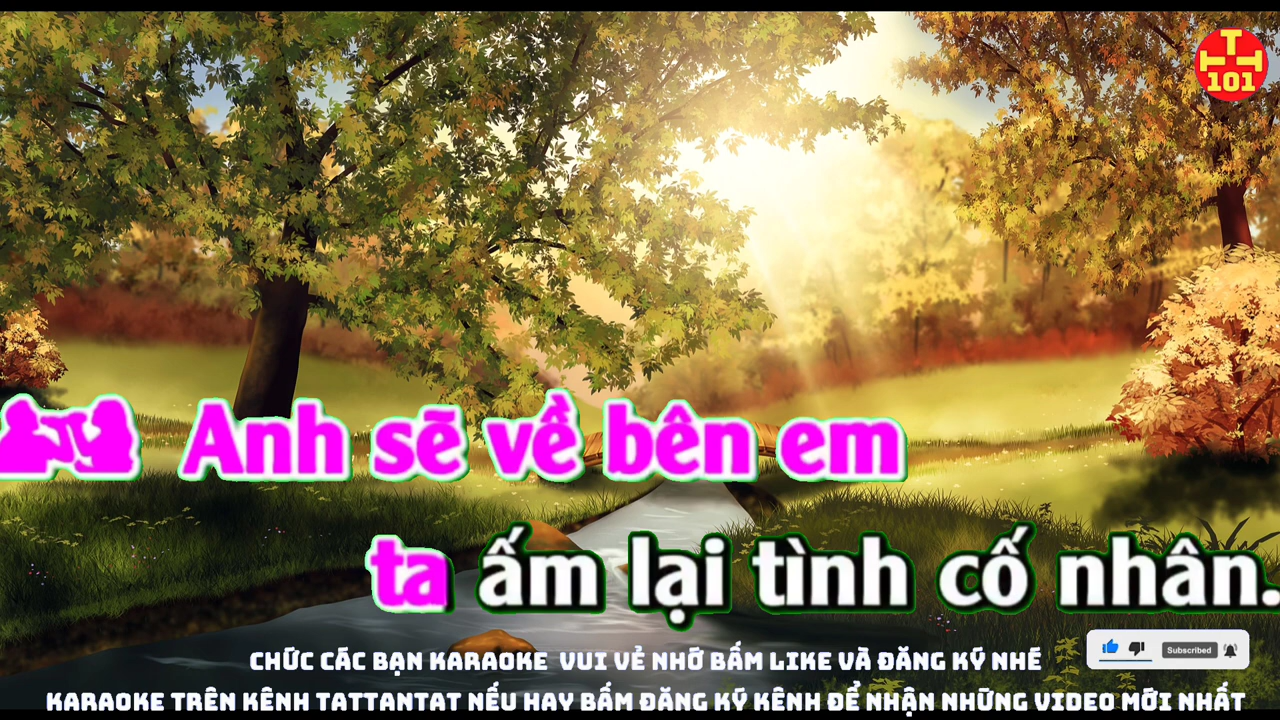 T
H
101
Anh sẽ về bên em
ta ấm lại tình cố nhân.
Subscribed
CHỨC CÁC BẠN KARAOKE VUI VẺ NHỚ BẤM LIKE VÀ ĐĂNG KÝ NHÉ
KARAOKE TRÊN KÊNH TATTANTAT NẾU HAY BẤM ĐĂNG KÝ KÊNH ĐỂ NHẬN NHỮNG VIDEO MỚI NHẤT